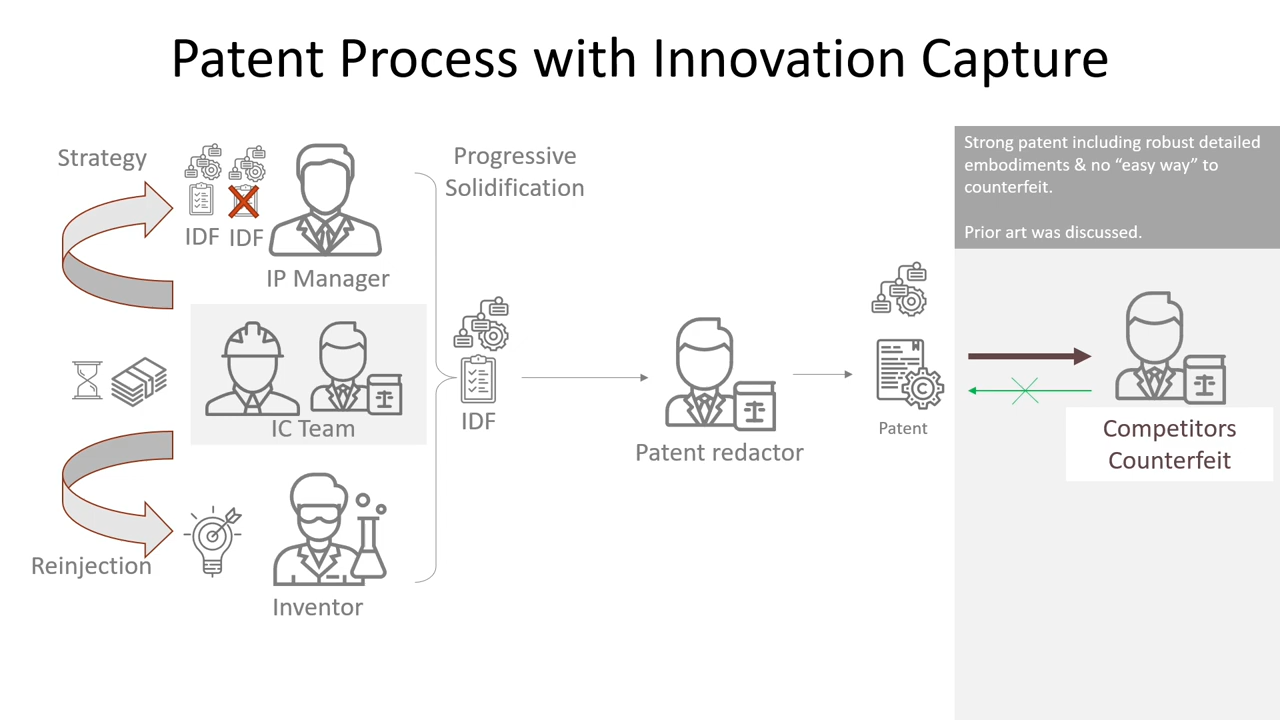 Patent Process with Innovation Capture
Strategy
IDF
IDF
IP Manager
Progressive
Solidification
IC Team
Reinjection
Inventor
IDF
Patent redactor
Patent
Strong patent including robust detailed
embodiments & no “easy way” to
counterfeit.
Prior art was discussed.
Competitors
Counterfeit